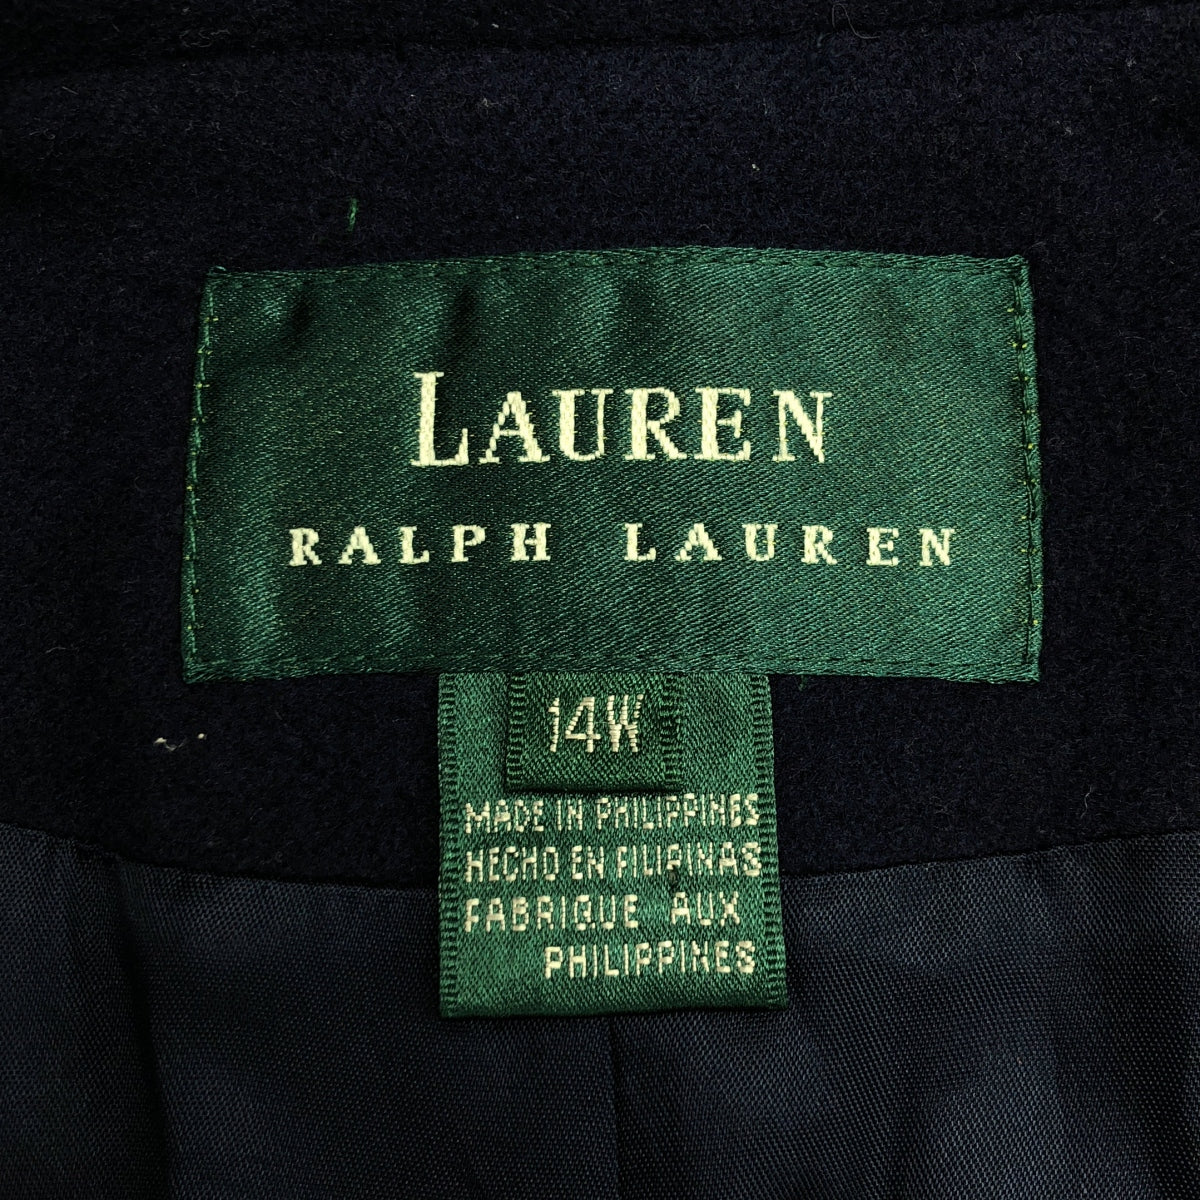 LAUREN
RALPH LAUREN
14W
MADE IN PHILIPPINES
HECHO EN FILIPINAS
FABRIQUE AUX
PHILIPPINES